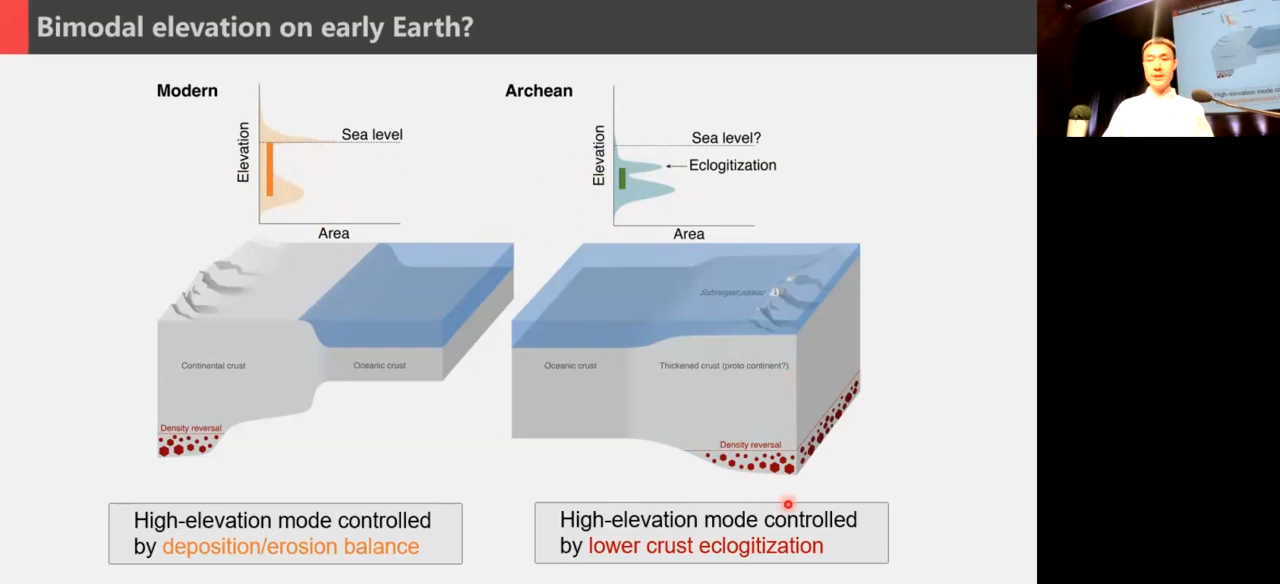 Bimodal elevation on early Earth?
Modern
Elevation
Sea level
Area
Continental crust
Oceanic crust
Density reversal
High-elevation mode controlled
by deposition/erosion balance
Archean
Elevation
Sea level?
Eclogitization
Area
Submerged plateau
Oceanic crust
Thickened crust (proto continent?)
Density reversal
High-elevation mode controlled
by lower crust eclogitization